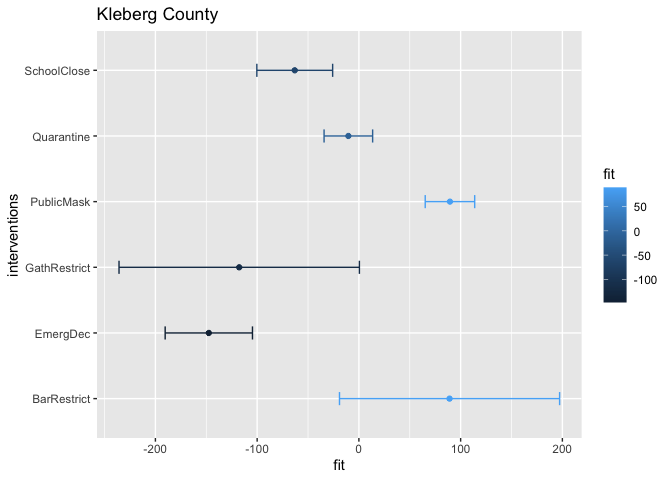 Kleberg County
SchoolClose
Quarantine
PublicMask
GathRestrict
EmergDec
BarRestrict
interventions
-200 -100 0 100 200
fit
fit
50
0
-50
-100